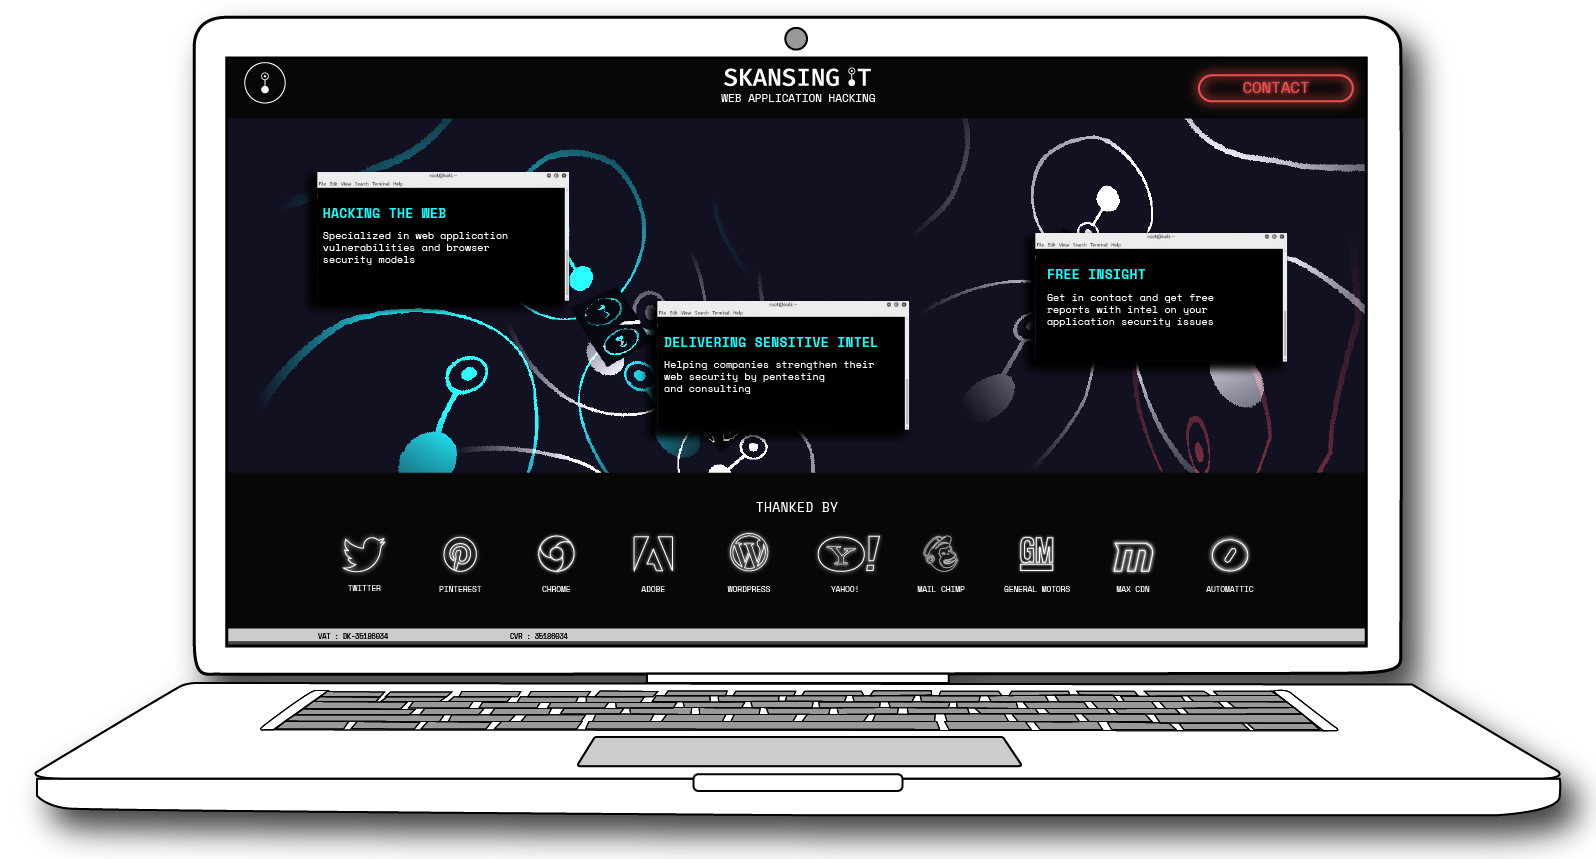 SKANSING IT
WEB APPLICATION HACKING
CONTACT
root@kali: ~
File Edit View Search Terminal Help
HACKING THE WEB
Specialized in web application
vulnerabilities and browser
security models
root@kali: ~
File Edit View Search Terminal Help
DELIVERING SENSITIVE INTEL
Helping companies strengthen their
web security by pentesting
and consulting
root@kali: ~
File Edit View Search Terminal Help
FREE INSIGHT
Get in contact and get free
reports with intel on your
application security issues
THANKED BY
W
Y!
GM
m
TWITTER PINTEREST CHROME ADOBE WORDPRESS YAHOO! MAIL CHIMP GENERAL MOTORS MAX CDN AUTOMATTIC
VAT : DK-35186034 CVR : 35186034